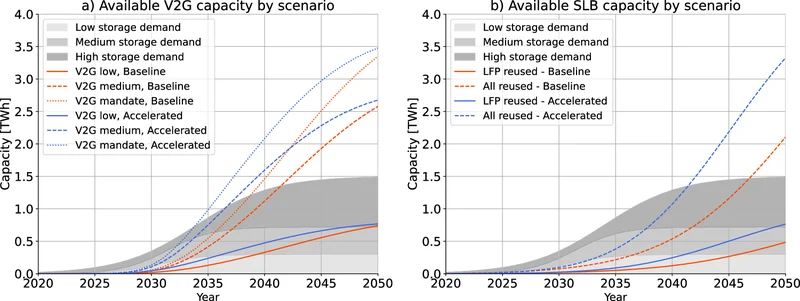 a) Available V2G capacity by scenario
4.0
3.5
3.0
2.5
2.0
1.5
1.0
0.5
0.0
Capacity [TWh]
Low storage demand
Medium storage demand
High storage demand
V2G low, Baseline
V2G medium, Baseline
V2G mandate, Baseline
V2G low, Accelerated
V2G medium, Accelerated
V2G mandate, Accelerated
2020 2025 2030 2035 2040 2045 2050
Year
b) Available SLB capacity by scenario
4.0
3.5
3.0
2.5
2.0
1.5
1.0
0.5
0.0
Capacity [TWh]
Low storage demand
Medium storage demand
High storage demand
LFP reused - Baseline
All reused - Baseline
LFP reused - Accelerated
All reused - Accelerated
2020 2025 2030 2035 2040 2045 2050
Year